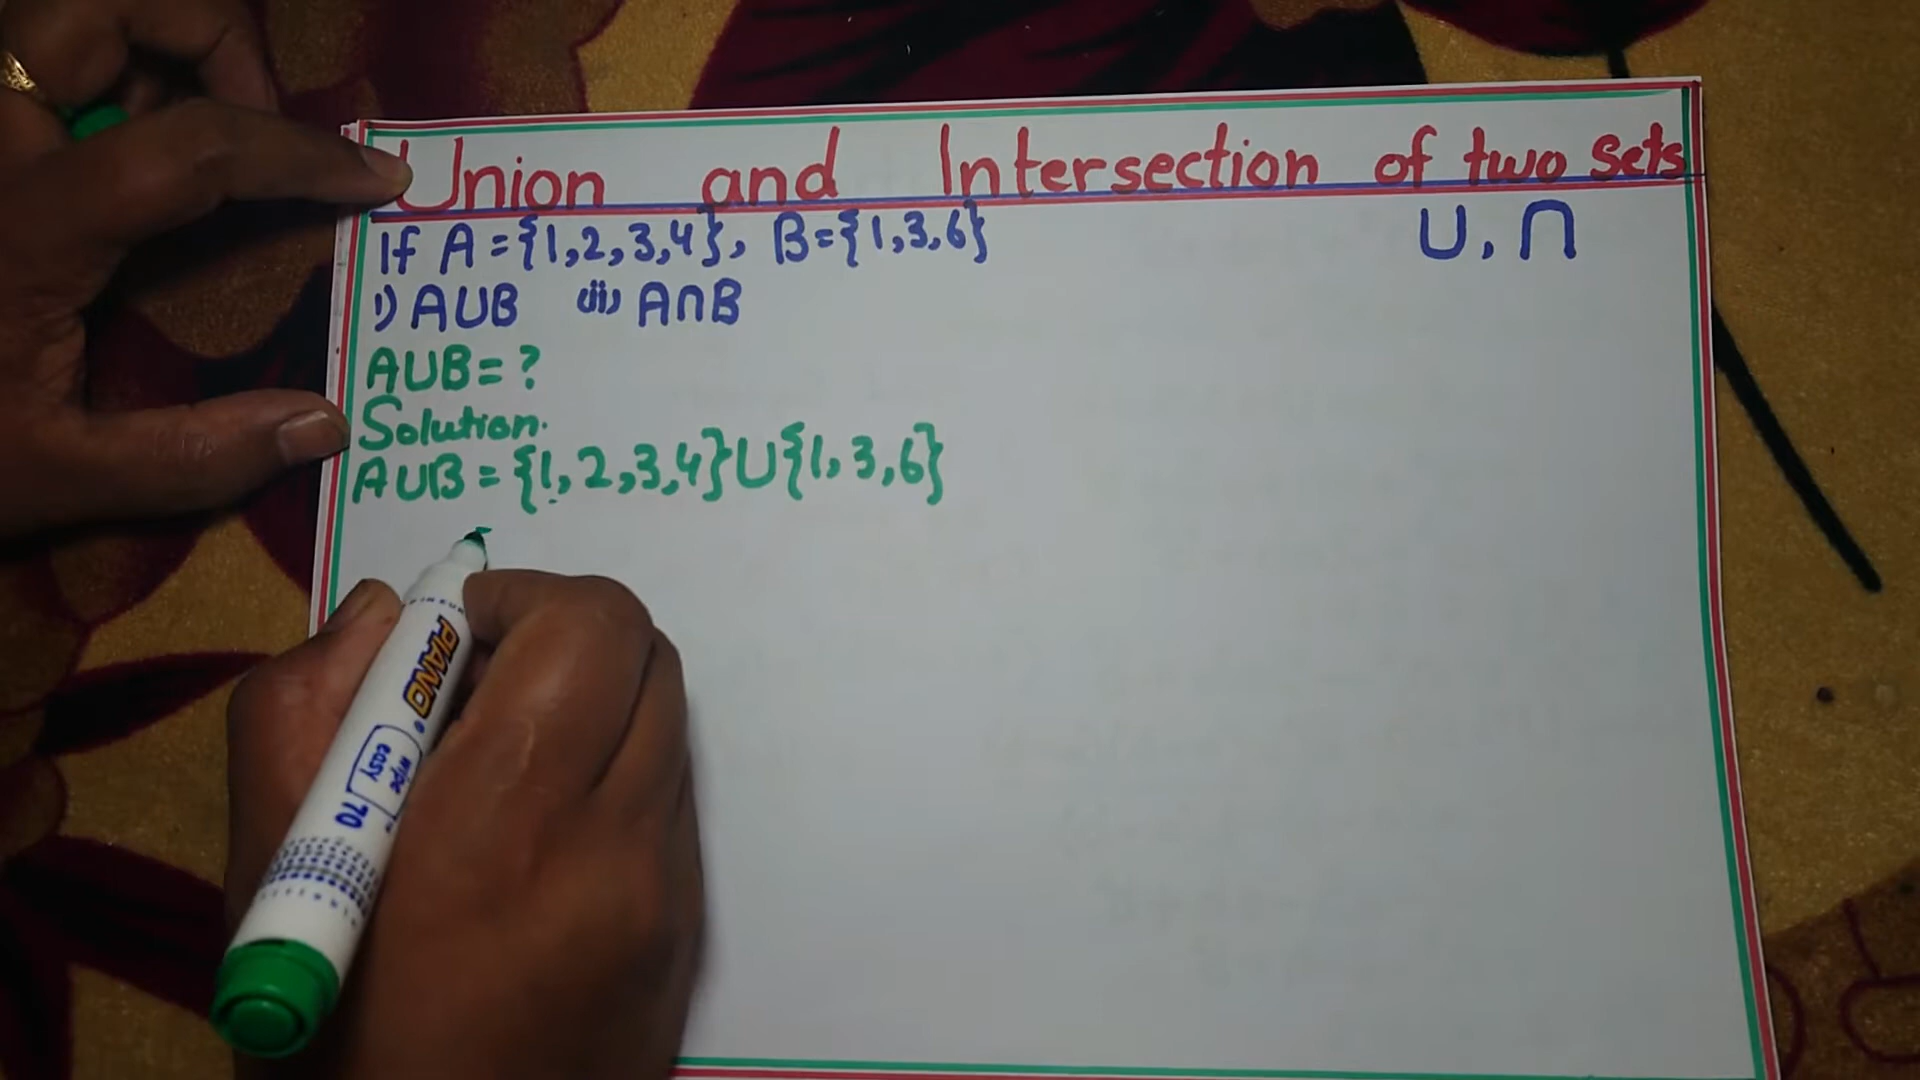 Union and Intersection of two Sets
If A={1,2,3,4}, B={1,3,6} U, ∩
i) AUB (ii) A∩B
AUB=?
Solution.
AUB={1,2,3,4}U{1,3,6}
PIANO
easy wipe 70